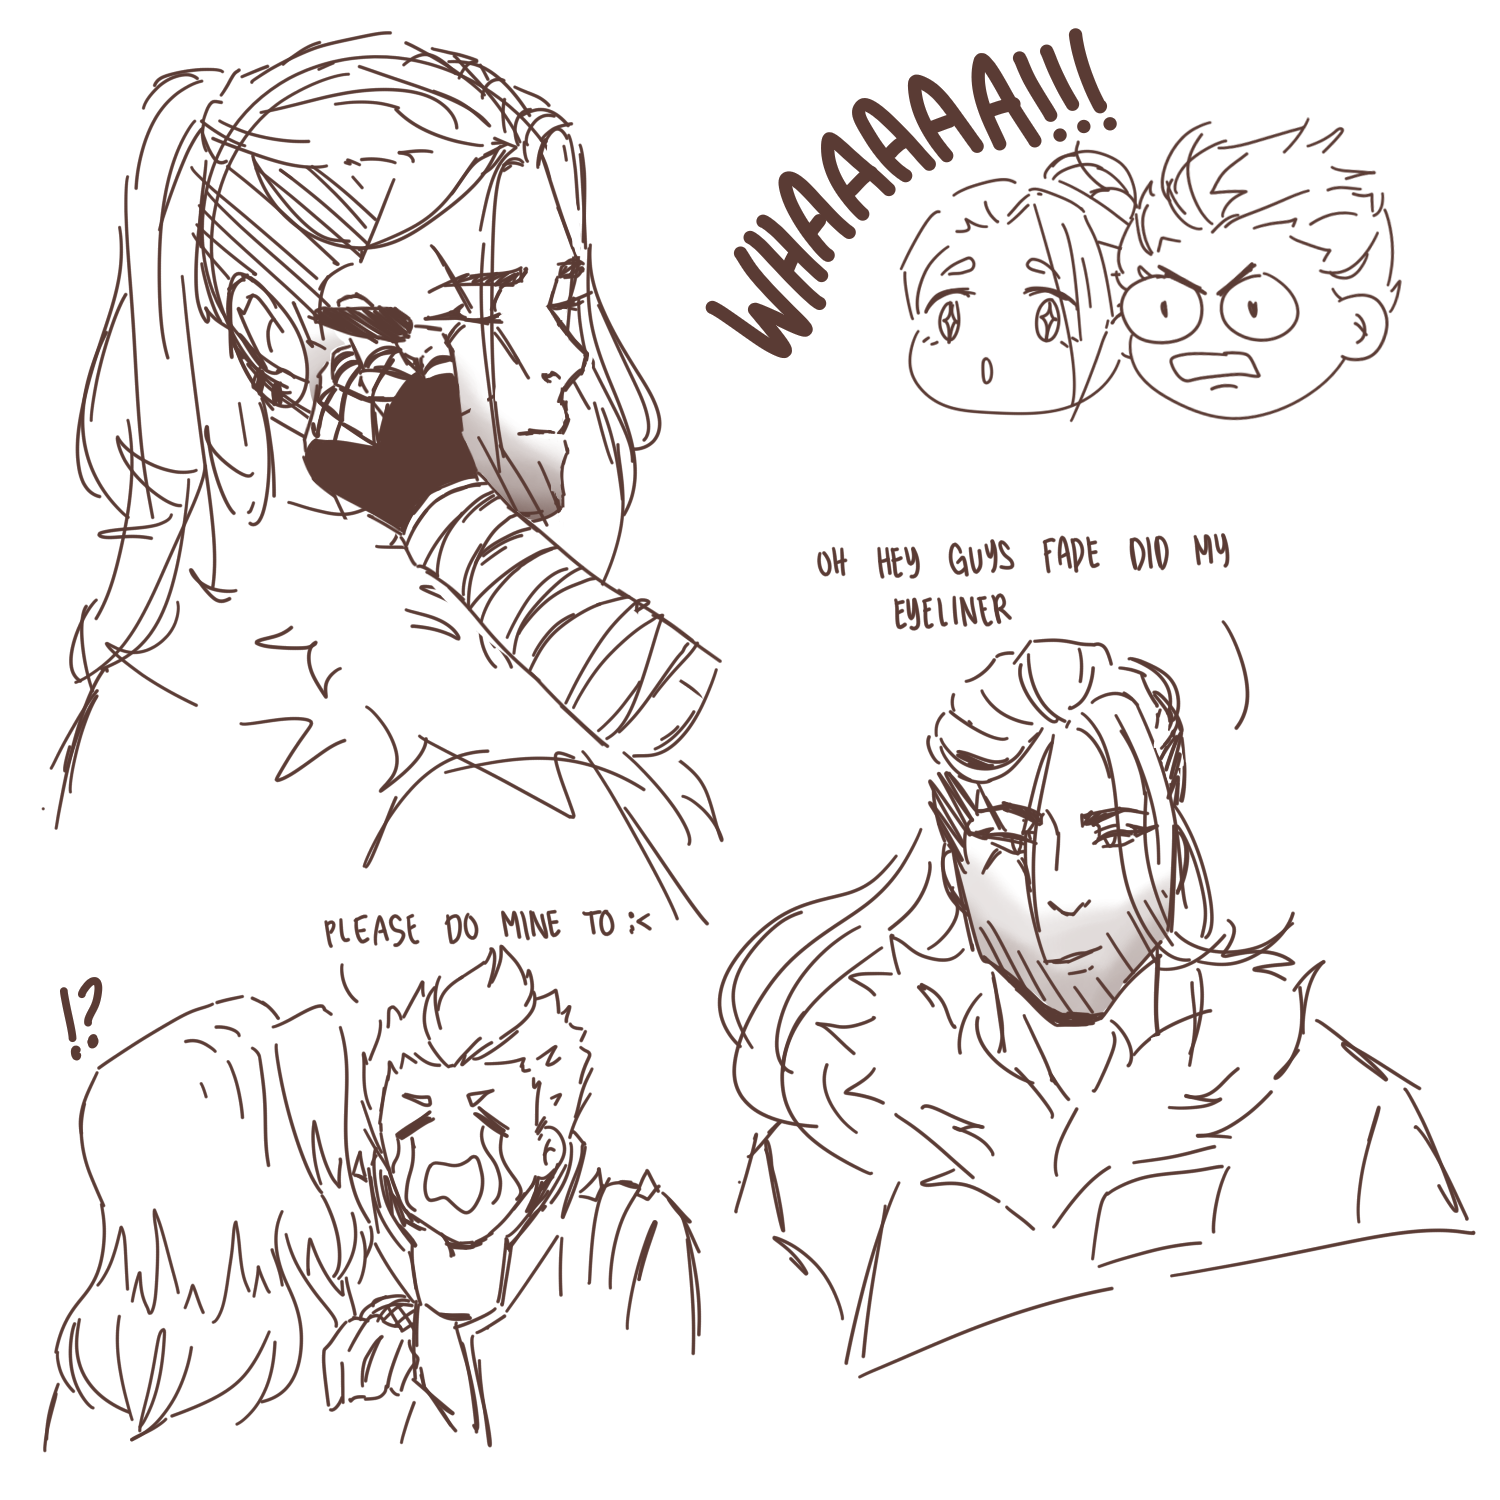 WHAAAAA!!!
OH HEY GUYS FADE DID MY
EYELINER
PLEASE DO MINE TO :<
!?